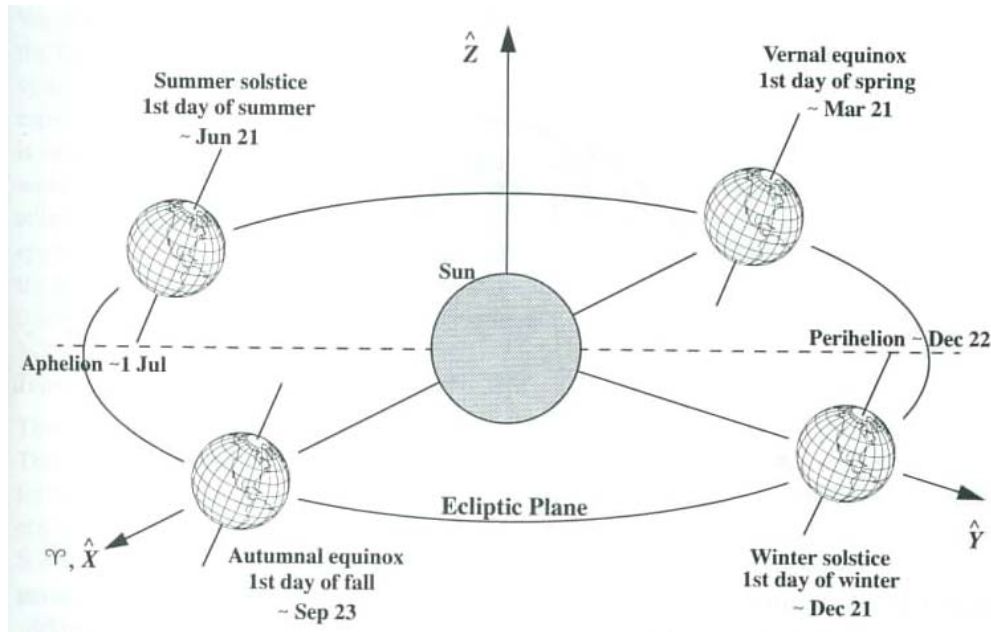 Ẑ
Vernal equinox
1st day of spring
~ Mar 21
Summer solstice
1st day of summer
~ Jun 21
Sun
Perihelion ~ Dec 22
Aphelion ~1 Jul
Ecliptic Plane
♈, X̂
Ŷ
Autumnal equinox
1st day of fall
~ Sep 23
Winter solstice
1st day of winter
~ Dec 21